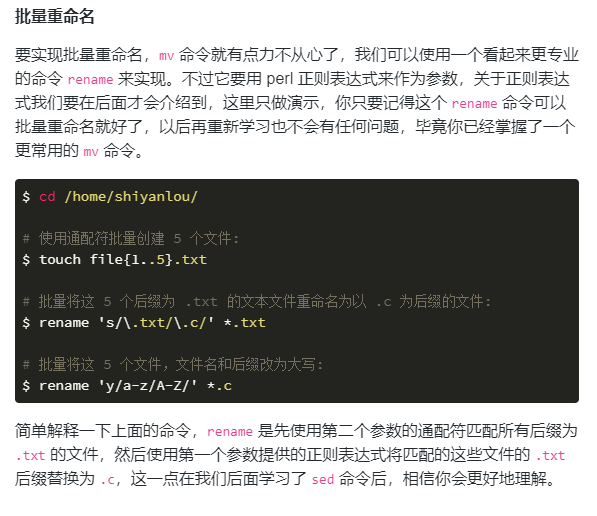 批量重命名
要实现批量重命名，mv 命令就有点力不从心了，我们可以使用一个看起来更专业
的命令 rename 来实现。不过它要用 perl 正则表达式来作为参数，关于正则表达
式我们要在后面才会介绍到，这里只做演示，你只要记得这个 rename 命令可以
批量重命名就好了，以后再重新学习也不会有任何问题，毕竟你已经掌握了一个
更常用的 mv 命令。
$ cd /home/shiyanlou/
# 使用通配符批量创建 5 个文件:
$ touch file{1..5}.txt
# 批量将这 5 个后缀为 .txt 的文本文件重命名为以 .c 为后缀的文件:
$ rename 's/\.txt/\.c/' *.txt
# 批量将这 5 个文件，文件名和后缀改为大写:
$ rename 'y/a-z/A-Z/' *.c
简单解释一下上面的命令，rename 是先使用第二个参数的通配符匹配所有后缀为
.txt 的文件，然后使用第一个参数提供的正则表达式将匹配的这些文件的 .txt
后缀替换为 .c，这一点在我们后面学习了 sed 命令后，相信你会更好地理解。